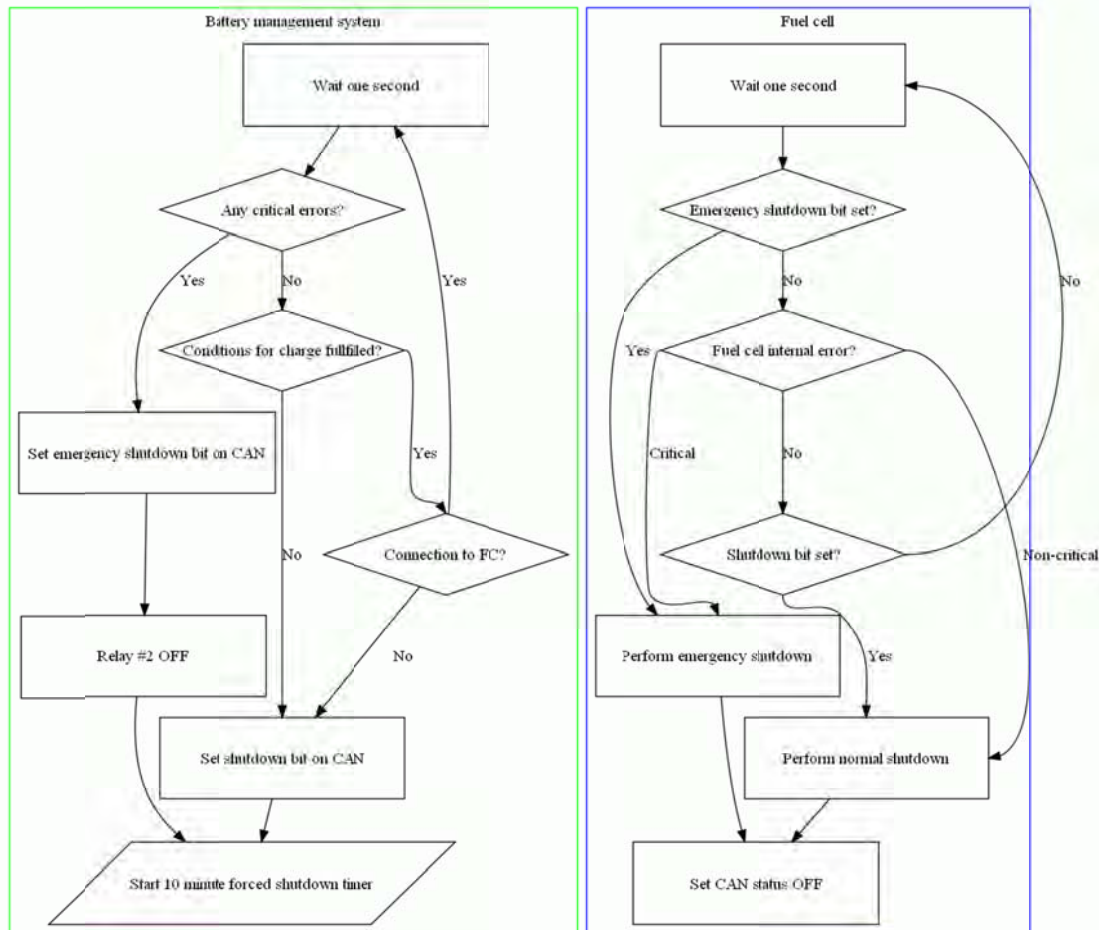 Battery management system
Wait one second
Any critical errors?
Yes
No
Yes
Condtions for charge fullfilled?
Set emergency shutdown bit on CAN
Yes
No
Connection to FC?
Relay #2 OFF
No
Set shutdown bit on CAN
Start 10 minute forced shutdown timer
Fuel cell
Wait one second
Emergency shutdown bit set?
No
No
Yes
Fuel cell internal error?
Critical
No
Shutdown bit set?
Non-critical
Perform emergency shutdown
Yes
Perform normal shutdown
Set CAN status OFF